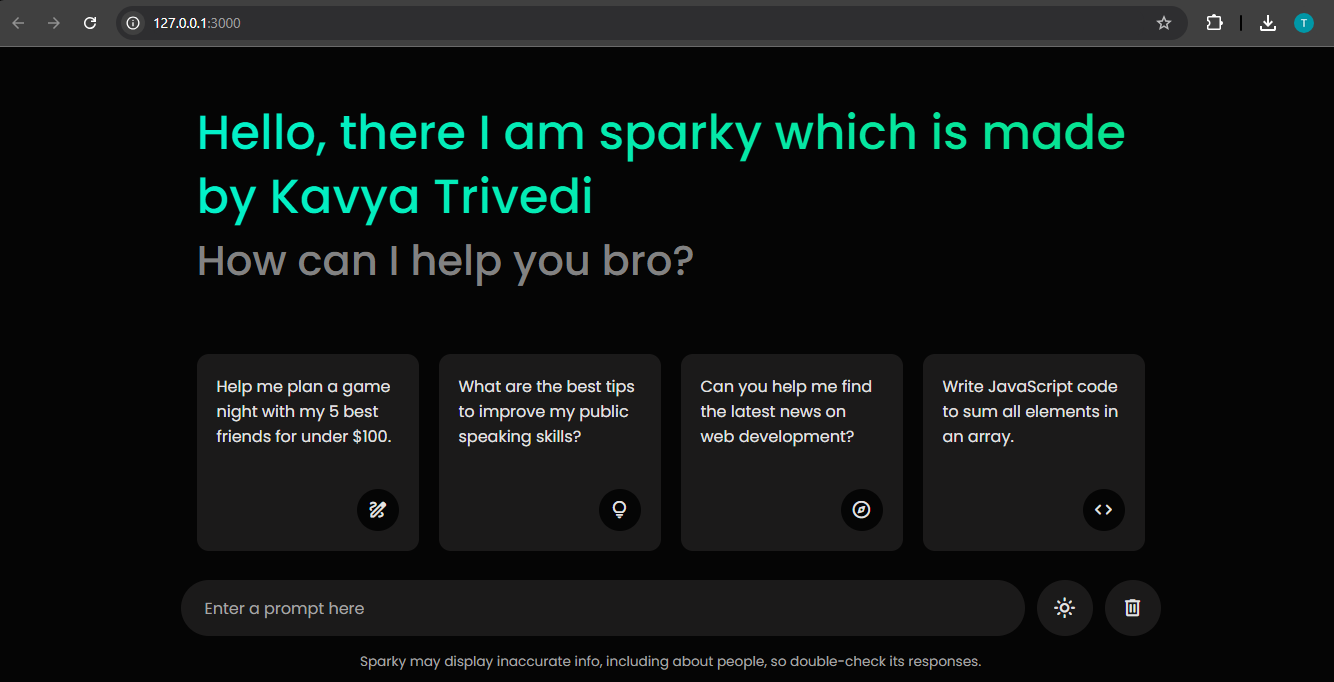 127.0.0.1:3000
T
Hello, there I am sparky which is made
by Kavya Trivedi
How can I help you bro?
Help me plan a game
night with my 5 best
friends for under $100.
What are the best tips
to improve my public
speaking skills?
Can you help me find
the latest news on
web development?
Write JavaScript code
to sum all elements in
an array.
Enter a prompt here
Sparky may display inaccurate info, including about people, so double-check its responses.